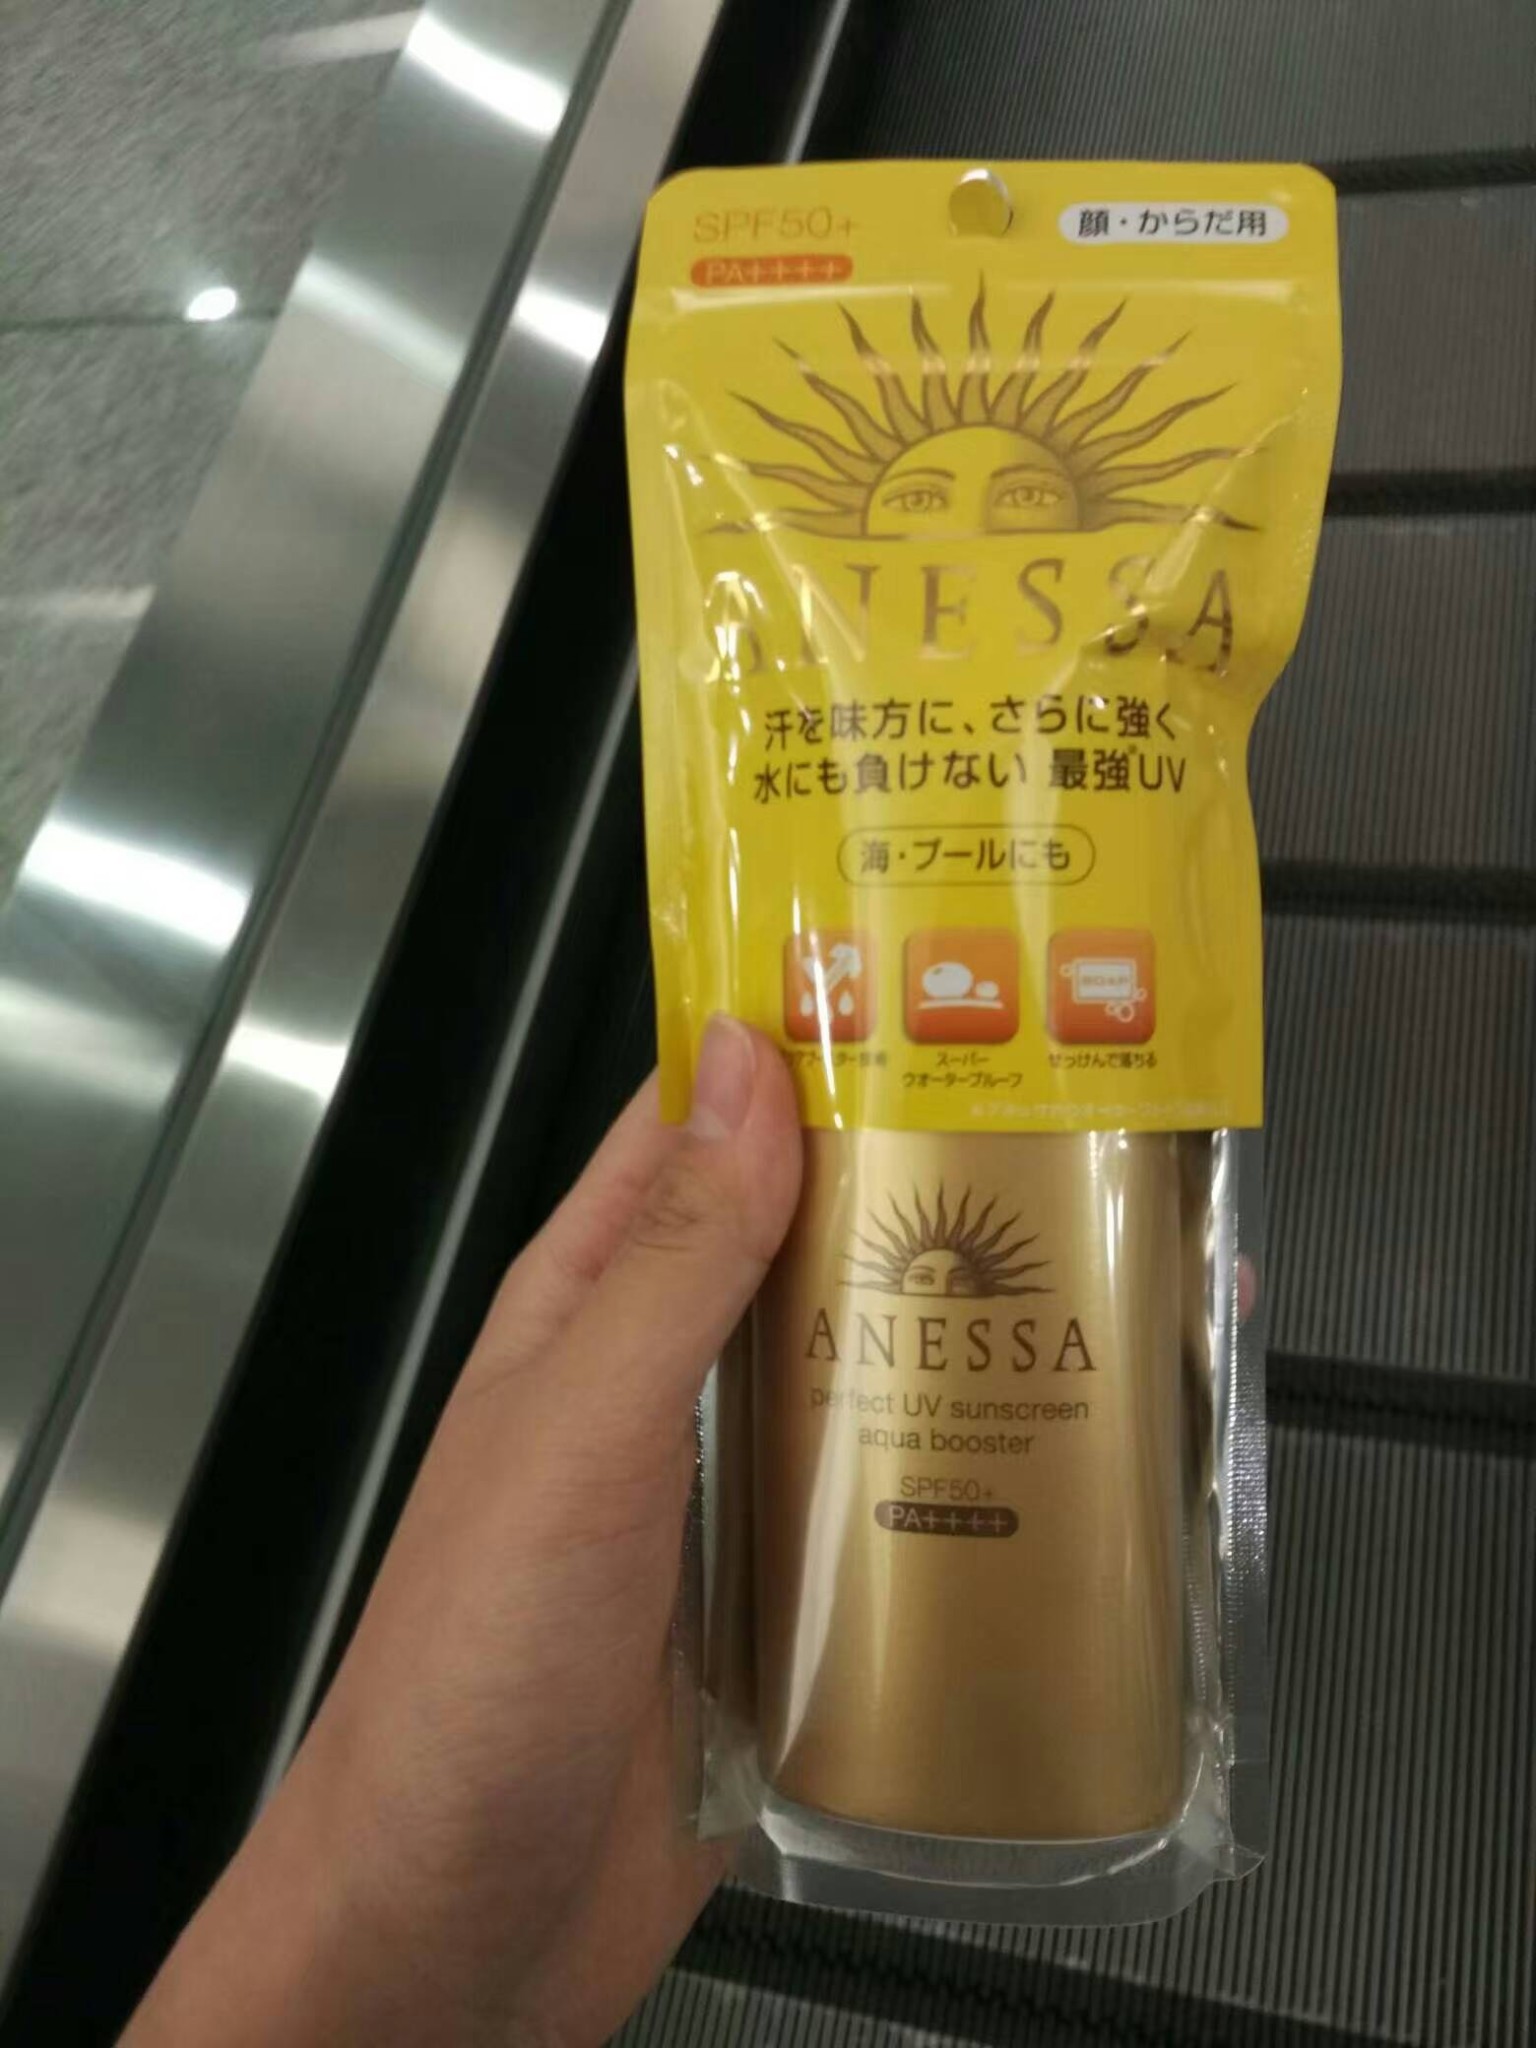 SPF50+
PA++++
顔・からだ用
ANESSA
汗を味方に、さらに強く
水にも負けない 最強※UV
海・プールにも
SOAP
スーパー
ウオータープルーフ
せっけんで落ちる
ANESSA
perfect UV sunscreen
aqua booster
SPF50+
PA++++